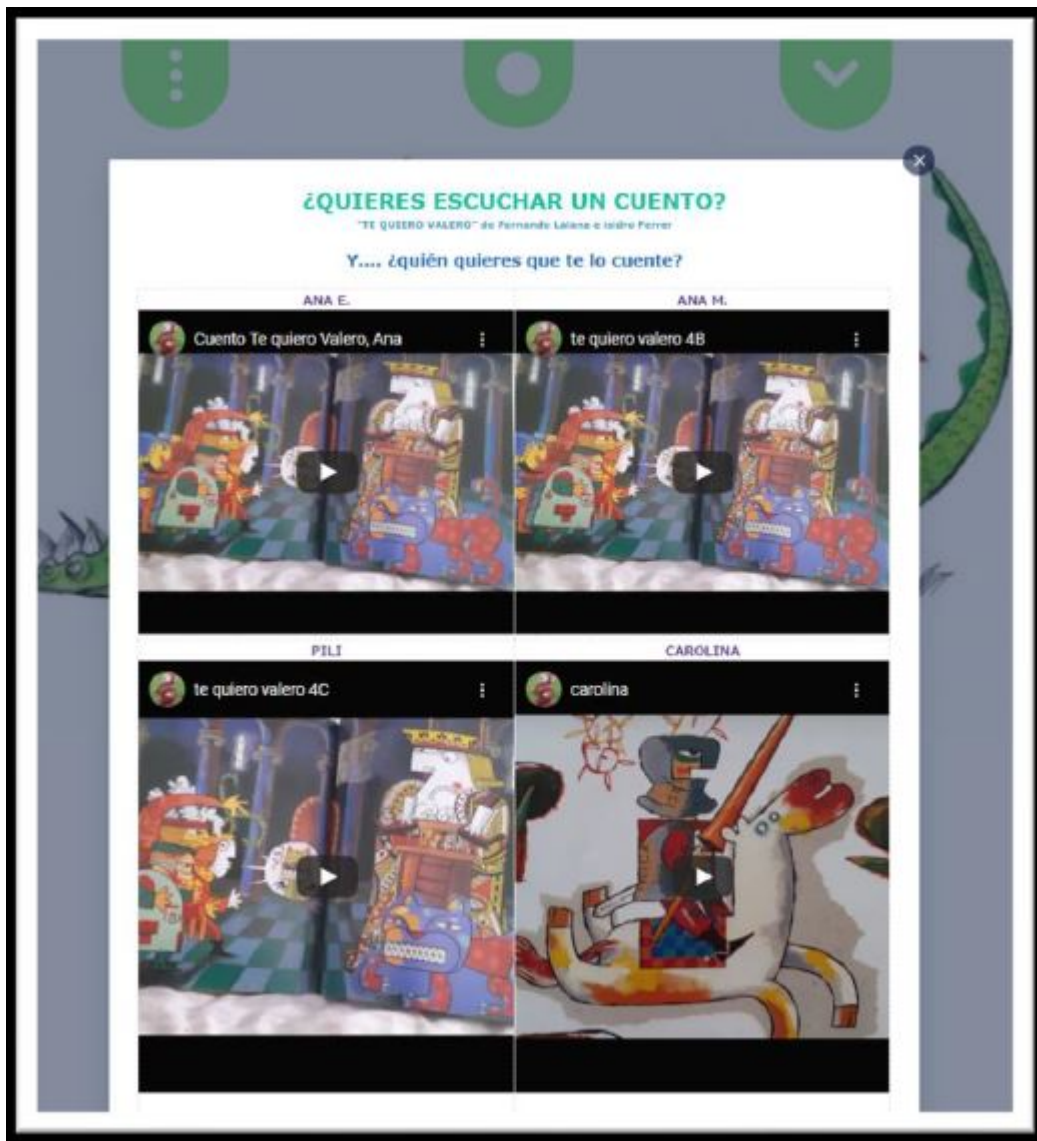 ¿QUIERES ESCUCHAR UN CUENTO?
"TE QUIERO VALERO" de Fernando Lalana e Isidro Ferrer
Y.... ¿quién quieres que te lo cuente?
ANA E.
ANA M.
Cuento Te quiero Valero, Ana
te quiero valero 4B
PILI
CAROLINA
te quiero valero 4C
carolina